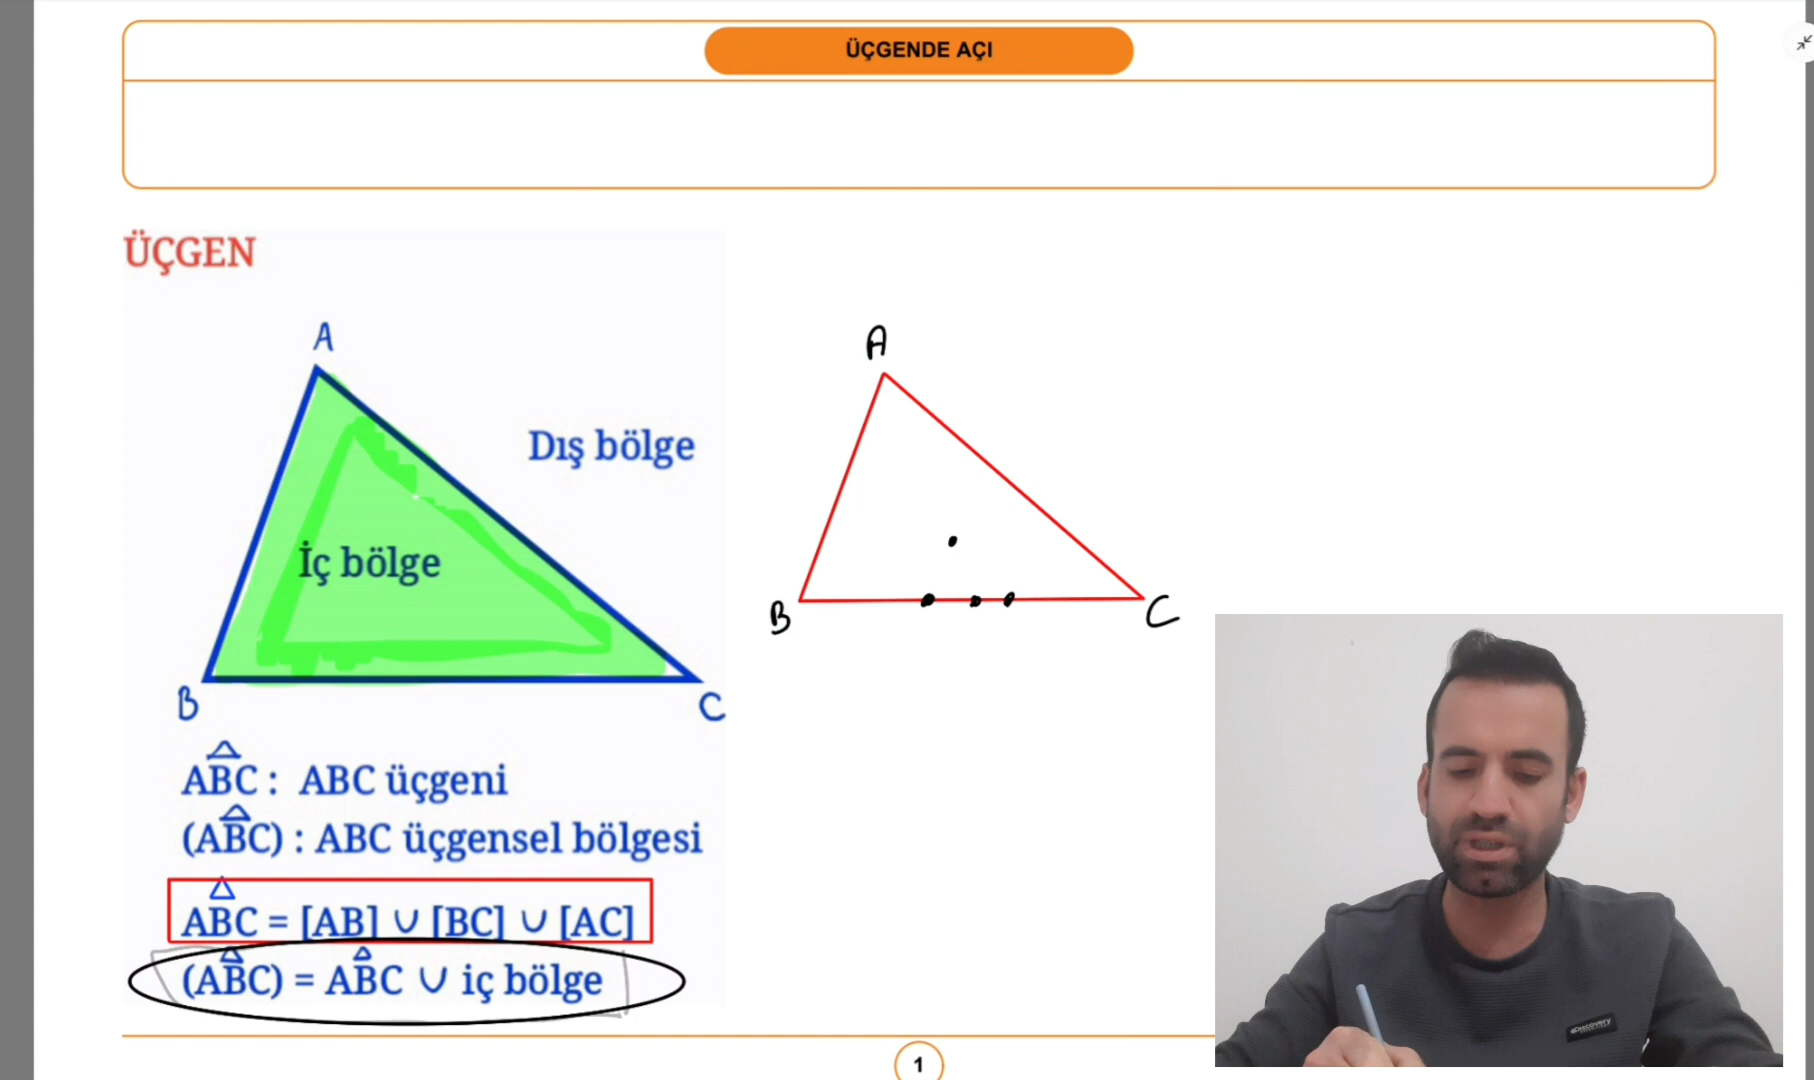 ÜÇGENDE AÇI
ÜÇGEN
A
Dış bölge
İç bölge
B
C
A
B
C
ABC : ABC üçgeni
(ABC) : ABC üçgensel bölgesi
ABC = [AB] ∪ [BC] ∪ [AC]
(ABC) = ABC ∪ iç bölge
Discovery
1